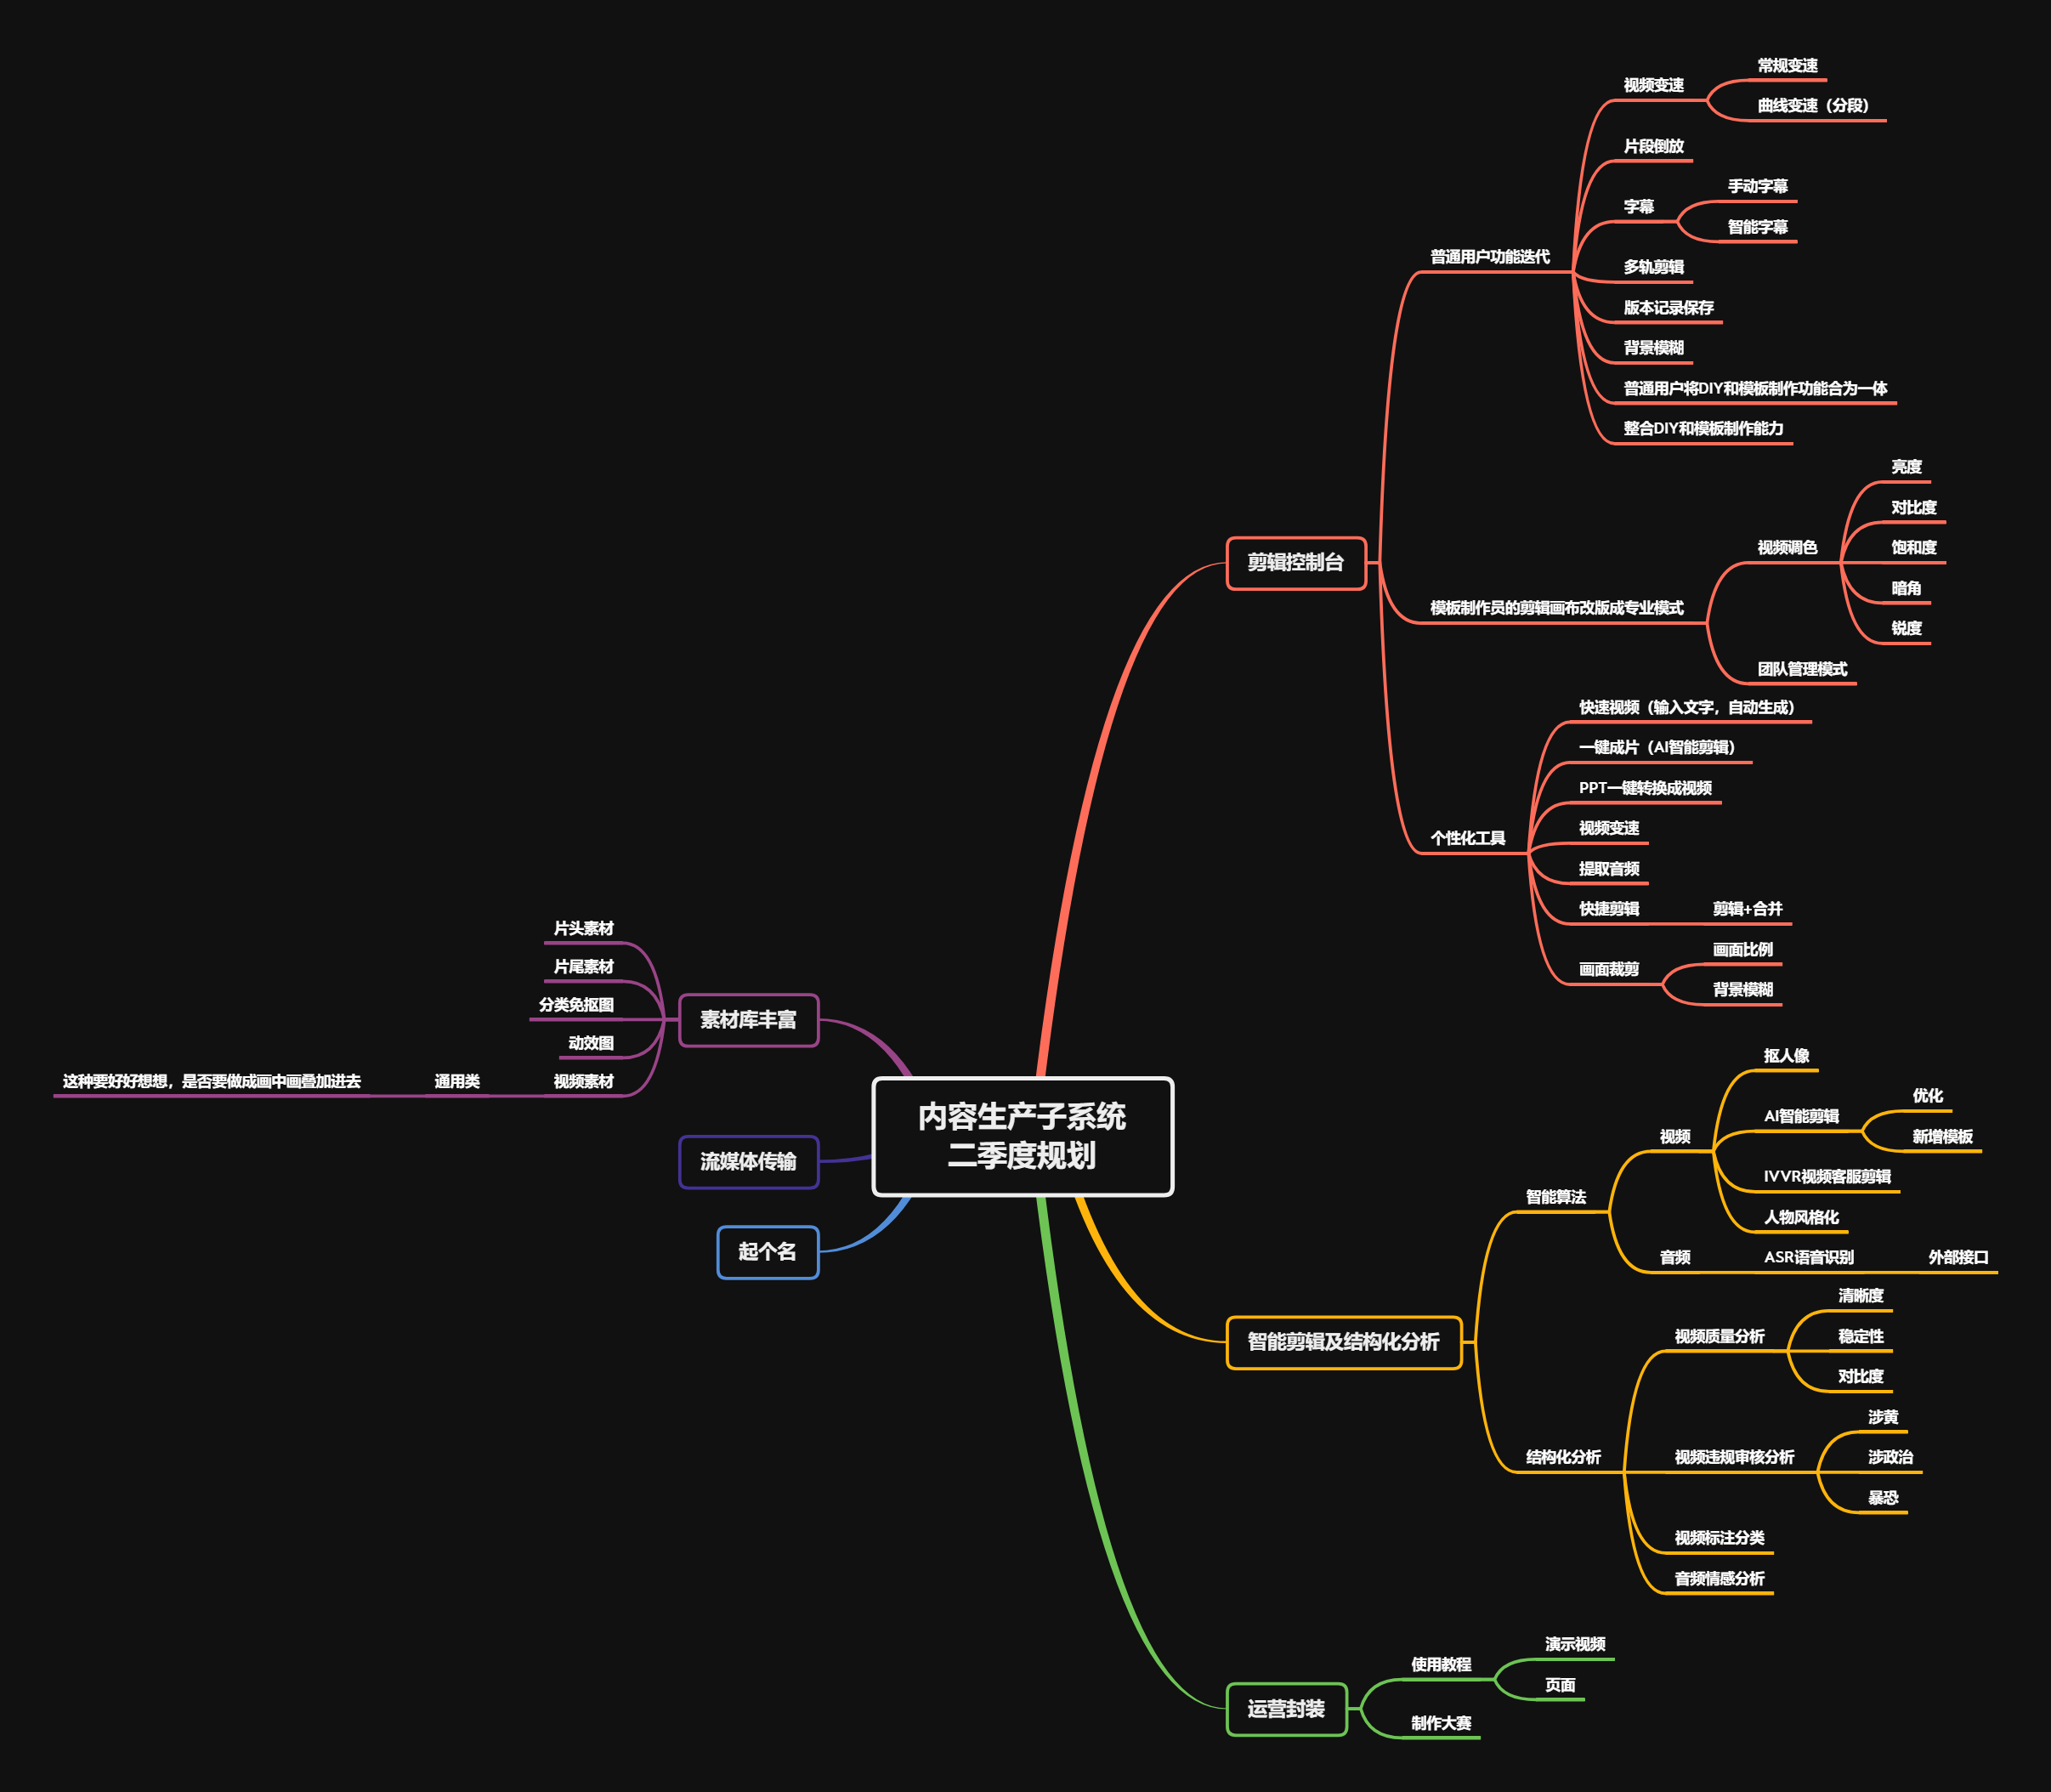 内容生产子系统
二季度规划
剪辑控制台
普通用户功能迭代
视频变速
常规变速
曲线变速（分段）
片段倒放
字幕
手动字幕
智能字幕
多轨剪辑
版本记录保存
背景模糊
普通用户将DIY和模板制作功能合为一体
整合DIY和模板制作能力
模板制作员的剪辑画布改版成专业模式
视频调色
亮度
对比度
饱和度
暗角
锐度
团队管理模式
个性化工具
快速视频（输入文字，自动生成）
一键成片（AI智能剪辑）
PPT一键转换成视频
视频变速
提取音频
快捷剪辑
剪辑+合并
画面裁剪
画面比例
背景模糊
智能剪辑及结构化分析
智能算法
视频
抠人像
AI智能剪辑
优化
新增模板
IVVR视频客服剪辑
人物风格化
音频
ASR语音识别
外部接口
结构化分析
视频质量分析
清晰度
稳定性
对比度
视频违规审核分析
涉黄
涉政治
暴恐
视频标注分类
音频情感分析
运营封装
使用教程
演示视频
页面
制作大赛
素材库丰富
片头素材
片尾素材
分类免抠图
动效图
视频素材
通用类
这种要好好想想，是否要做成画中画叠加进去
流媒体传输
起个名